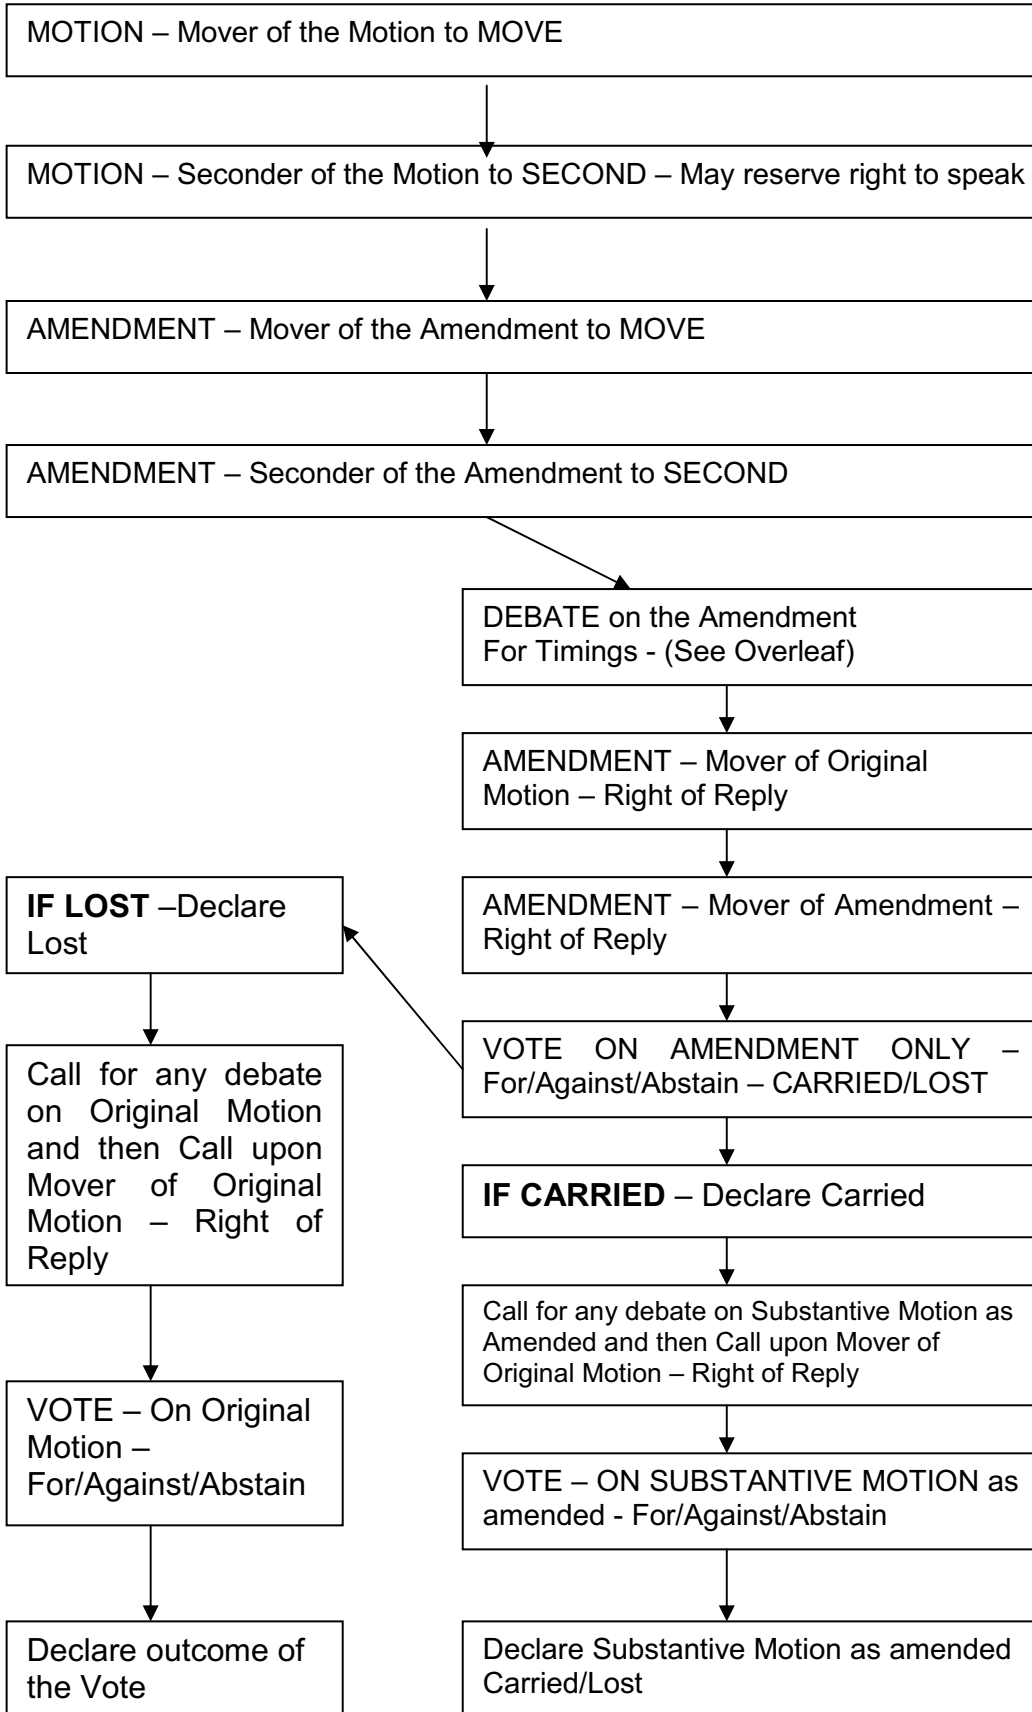 MOTION – Mover of the Motion to MOVE
MOTION – Seconder of the Motion to SECOND – May reserve right to speak
AMENDMENT – Mover of the Amendment to MOVE
AMENDMENT – Seconder of the Amendment to SECOND
DEBATE on the Amendment
For Timings - (See Overleaf)
AMENDMENT – Mover of Original
Motion – Right of Reply
AMENDMENT – Mover of Amendment –
Right of Reply
VOTE ON AMENDMENT ONLY –
For/Against/Abstain – CARRIED/LOST
IF LOST –Declare
Lost
Call for any debate
on Original Motion
and then Call upon
Mover of Original
Motion – Right of
Reply
VOTE – On Original
Motion –
For/Against/Abstain
Declare outcome of
the Vote
IF CARRIED – Declare Carried
Call for any debate on Substantive Motion as
Amended and then Call upon Mover of
Original Motion – Right of Reply
VOTE – ON SUBSTANTIVE MOTION as
amended - For/Against/Abstain
Declare Substantive Motion as amended
Carried/Lost